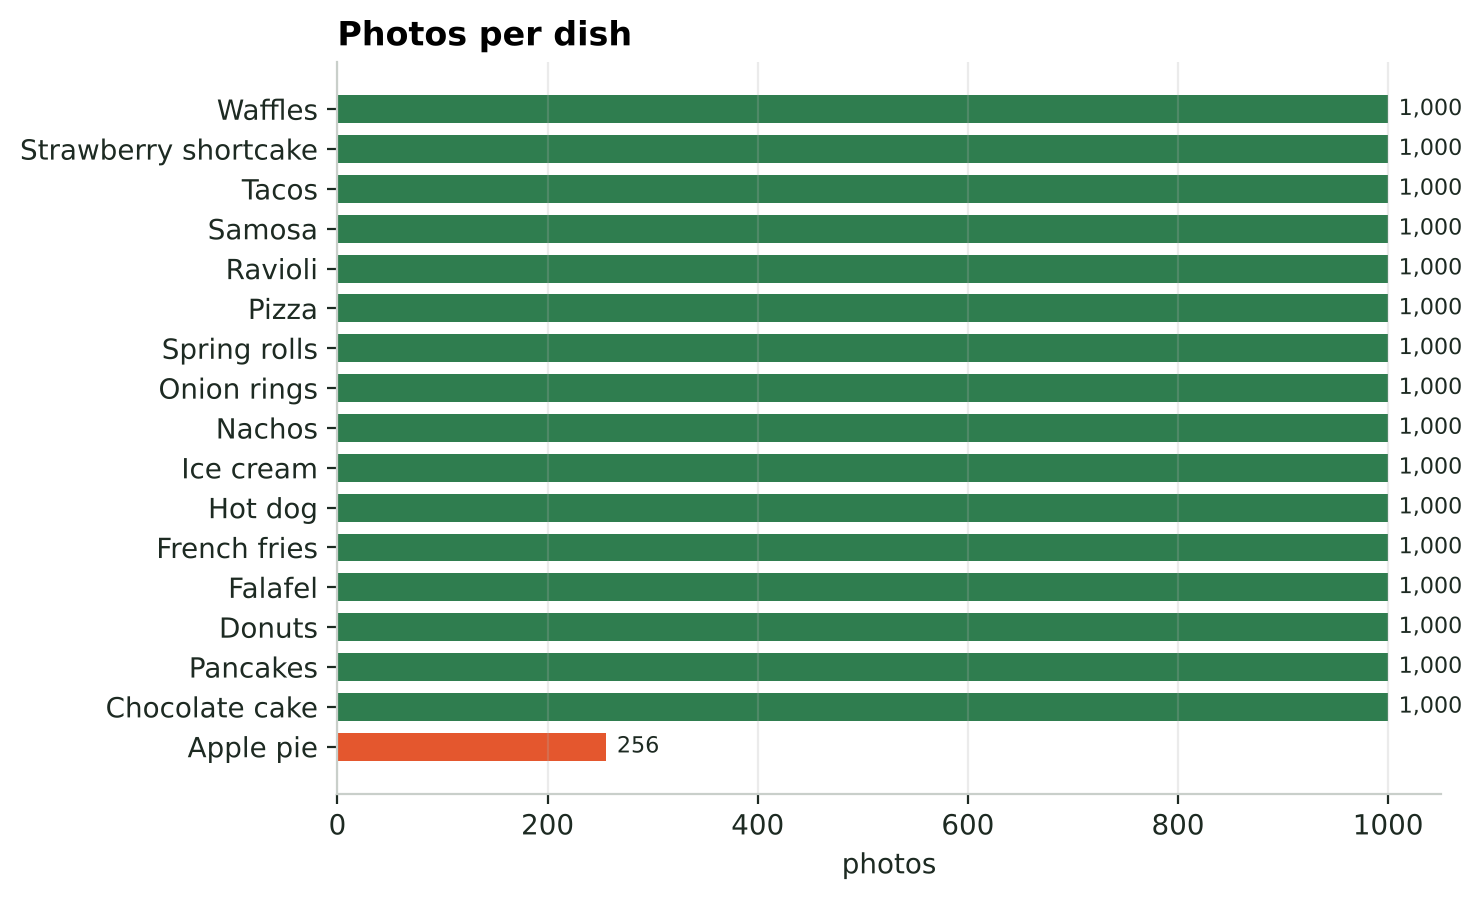 Photos per dish
Waffles 1,000
Strawberry shortcake 1,000
Tacos 1,000
Samosa 1,000
Ravioli 1,000
Pizza 1,000
Spring rolls 1,000
Onion rings 1,000
Nachos 1,000
Ice cream 1,000
Hot dog 1,000
French fries 1,000
Falafel 1,000
Donuts 1,000
Pancakes 1,000
Chocolate cake 1,000
Apple pie 256
0 200 400 600 800 1000
photos